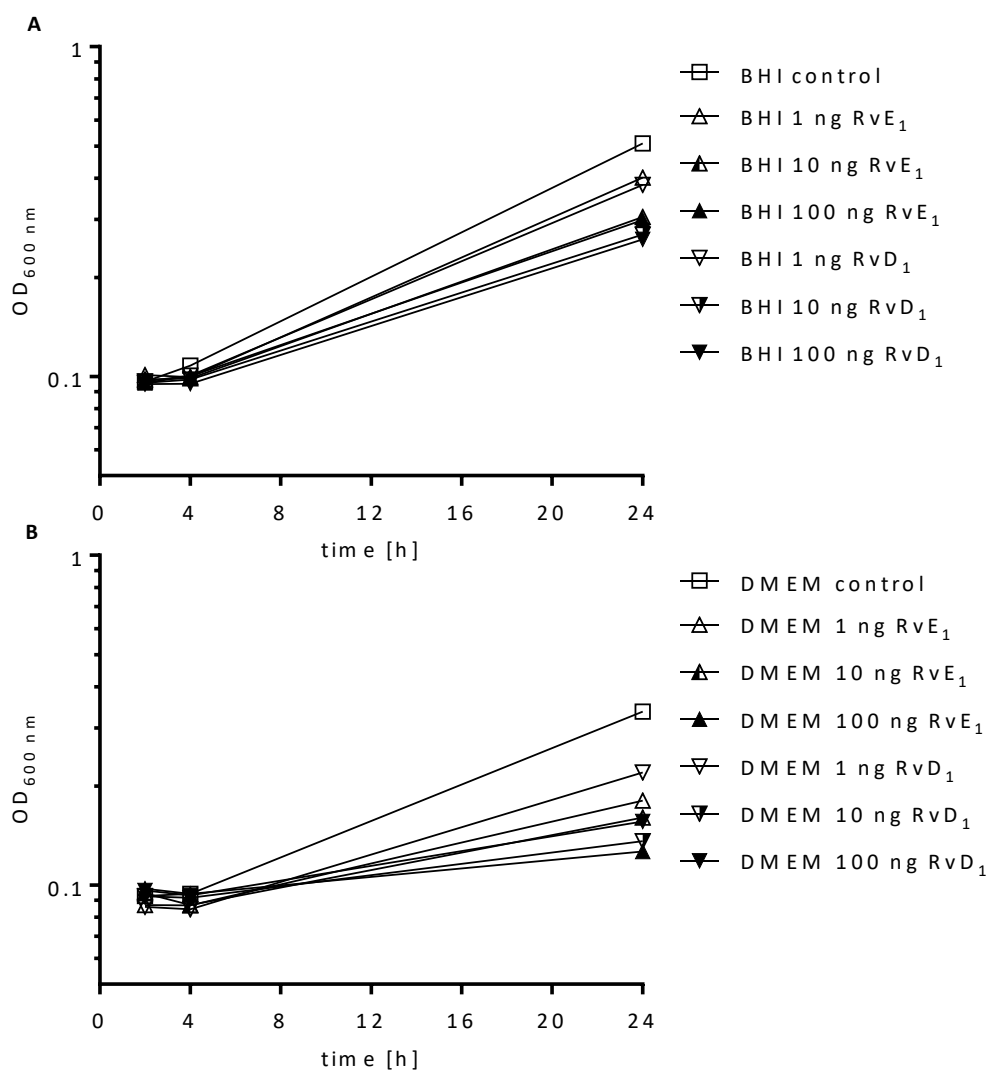 A
1
0.1
OD600 nm
0 4 8 12 16 20 24
time [h]
BHI control
BHI 1 ng RvE1
BHI 10 ng RvE1
BHI 100 ng RvE1
BHI 1 ng RvD1
BHI 10 ng RvD1
BHI 100 ng RvD1
B
1
0.1
OD600 nm
0 4 8 12 16 20 24
time [h]
DMEM control
DMEM 1 ng RvE1
DMEM 10 ng RvE1
DMEM 100 ng RvE1
DMEM 1 ng RvD1
DMEM 10 ng RvD1
DMEM 100 ng RvD1